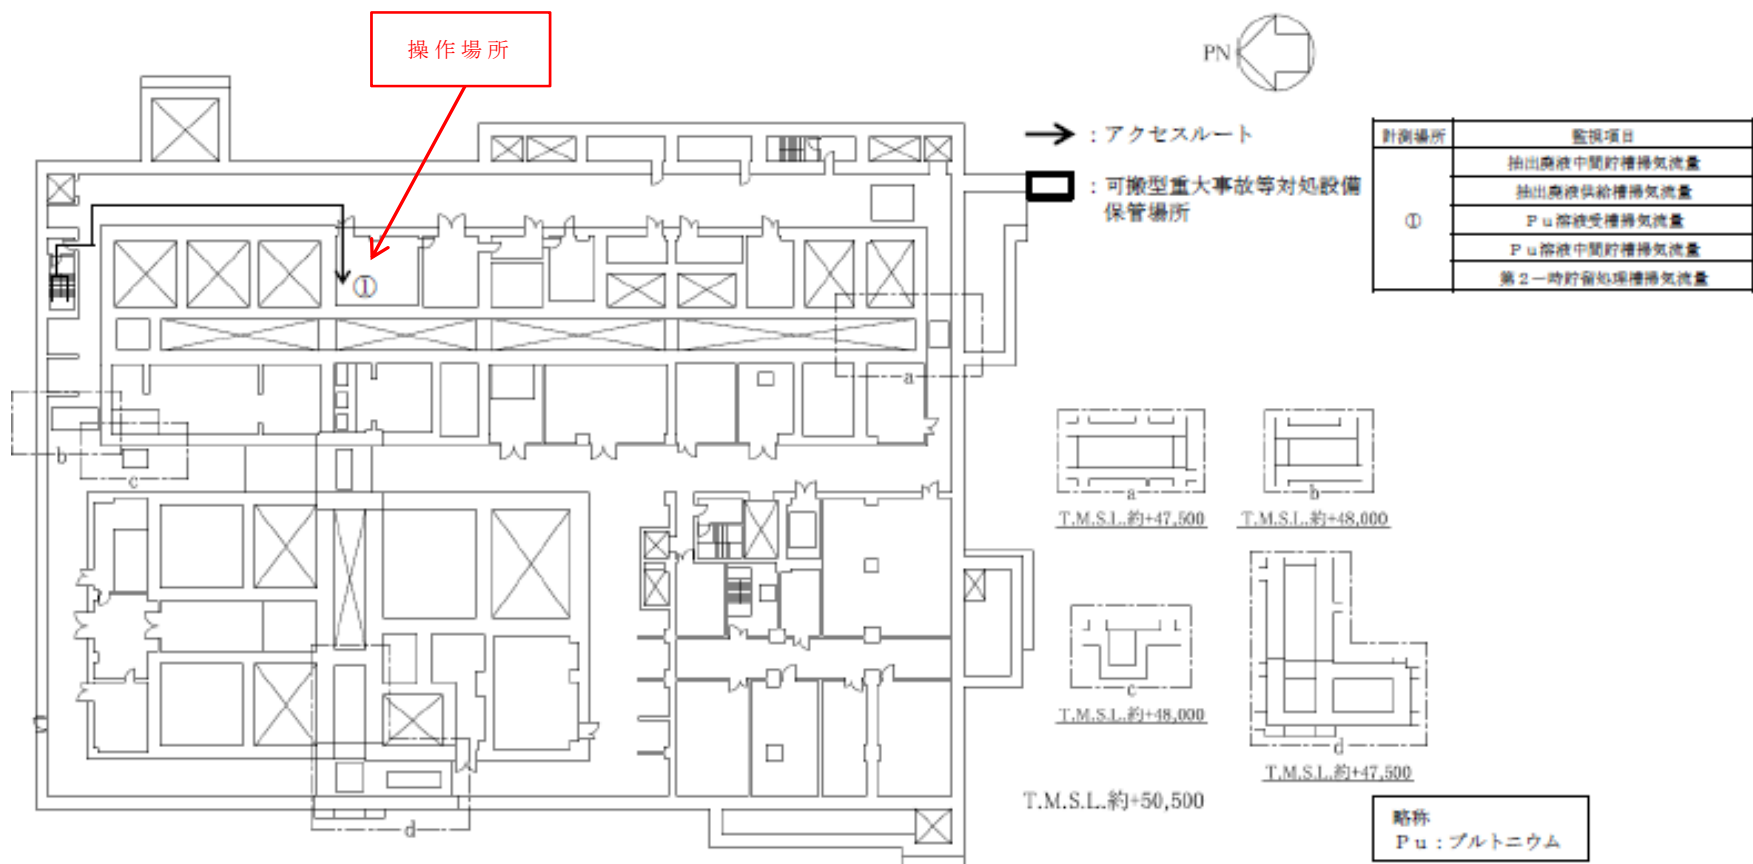 操作場所
PN
：アクセスルート
：可搬型重大事故等対処設備
保管場所
計測場所 監視項目
① 抽出廃液中間貯槽掃気流量
抽出廃液供給槽掃気流量
Ｐｕ溶液受槽掃気流量
Ｐｕ溶液中間貯槽掃気流量
第２一時貯留処理槽掃気流量
①
a
b
c
d
a
T.M.S.L.約+47,500
b
T.M.S.L.約+48,000
c
T.M.S.L.約+48,000
d
T.M.S.L.約+47,500
T.M.S.L.約+50,500
略称
Ｐｕ：プルトニウム